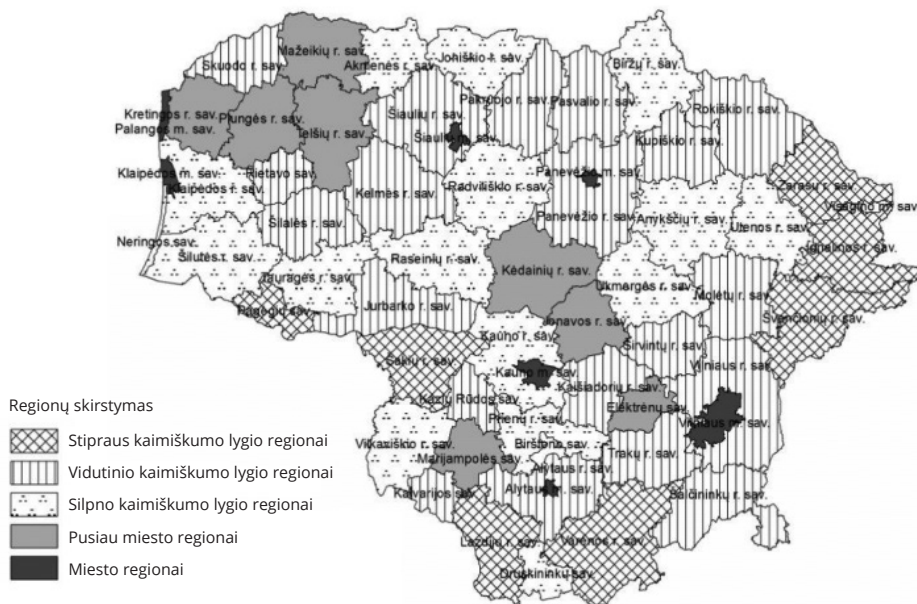 Mažeikių r. sav.
Akmenės r. sav.
Joniškio r. sav.
Biržų r. sav.
Skuodo r. sav.
Kretingos r. sav.
Palangos m. sav.
Plungės r. sav.
Telšių r. sav.
Šiaulių r. sav.
Šiaulių m. sav.
Pakruojo r. sav.
Pasvalio r. sav.
Rokiškio r. sav.
Kupiškio r. sav.
Klaipėdos m. sav.
Klaipėdos r. sav.
Rietavo sav.
Kelmės r. sav.
Radviliškio r. sav.
Panevėžio m. sav.
Panevėžio r. sav.
Zarasų r. sav.
Visagino m. sav.
Anykščių r. sav.
Utenos r. sav.
Ignalinos r. sav.
Šilalės r. sav.
Neringos sav.
Šilutės r. sav.
Tauragės r. sav.
Raseinių r. sav.
Kėdainių r. sav.
Ukmergės r. sav.
Molėtų r. sav.
Švenčionių r. sav.
Pagėgių sav.
Jurbarko r. sav.
Jonavos r. sav.
Kauno r. sav.
Širvintų r. sav.
Šakių r. sav.
Kauno m. sav.
Kaišiadorių r. sav.
Vilniaus r. sav.
Kazlų Rūdos sav.
Elektrėnų sav.
Prienų r. sav.
Vilniaus m. sav.
Vilkaviškio r. sav.
Birštono sav.
Marijampolės sav.
Alytaus r. sav.
Trakų r. sav.
Kalvarijos sav.
Alytaus m. sav.
Šalčininkų r. sav.
Lazdijų r. sav.
Varėnos r. sav.
Druskininkų sav.
Regionų skirstymas
Stipraus kaimiškumo lygio regionai
Vidutinio kaimiškumo lygio regionai
Silpno kaimiškumo lygio regionai
Pusiau miesto regionai
Miesto regionai